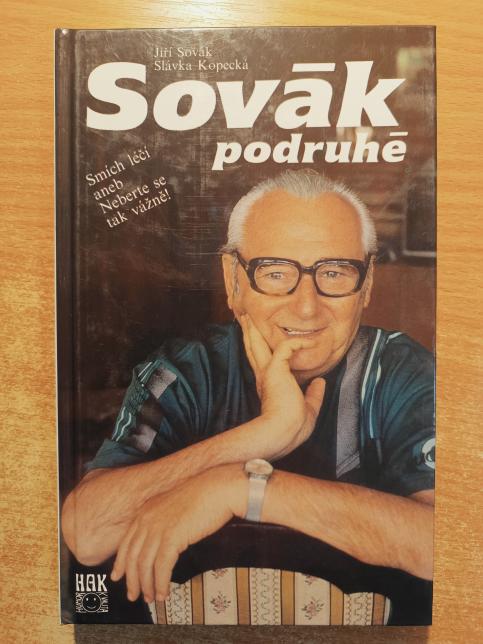 Jiří Sovák
Slávka Kopecká
Sovák
podruhé
Smích léčí
aneb
Neberte se
tak vážně!
HAK